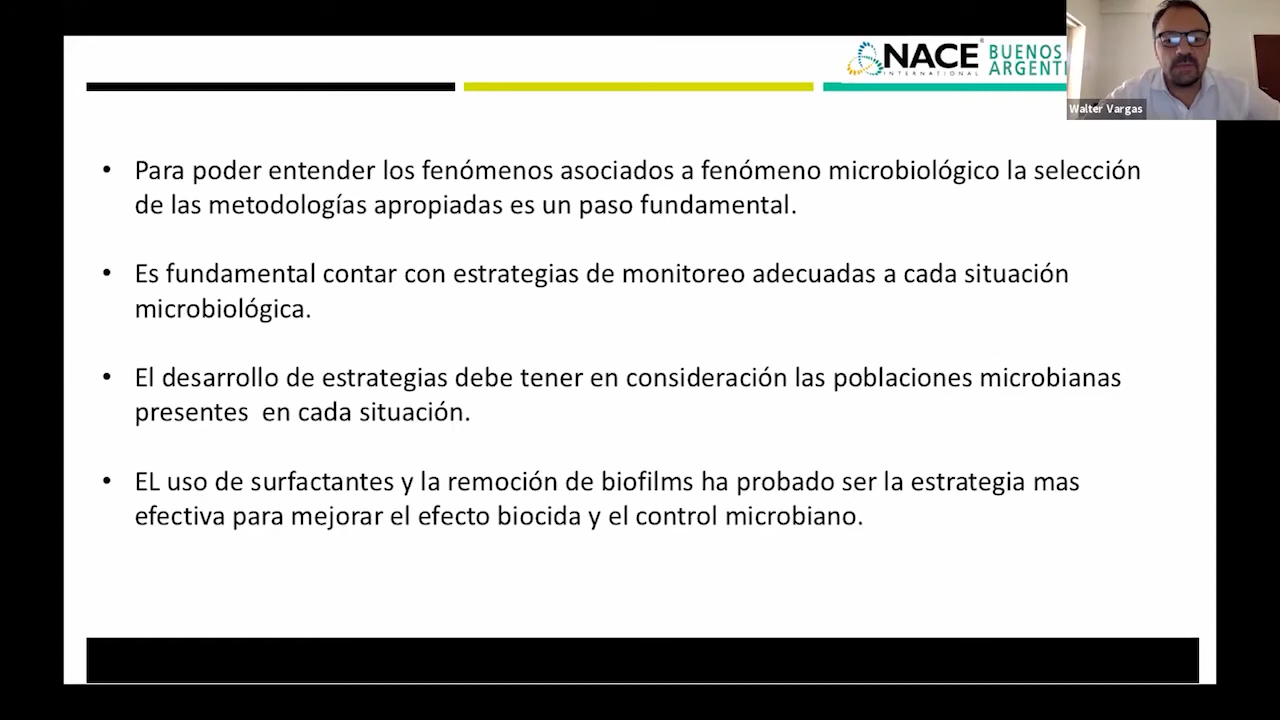 NACE
INTERNATIONAL
BUENOS
ARGENTI
Walter Vargas
• Para poder entender los fenómenos asociados a fenómeno microbiológico la selección
de las metodologías apropiadas es un paso fundamental.
• Es fundamental contar con estrategias de monitoreo adecuadas a cada situación
microbiológica.
• El desarrollo de estrategias debe tener en consideración las poblaciones microbianas
presentes  en cada situación.
• EL uso de surfactantes y la remoción de biofilms ha probado ser la estrategia mas
efectiva para mejorar el efecto biocida y el control microbiano.